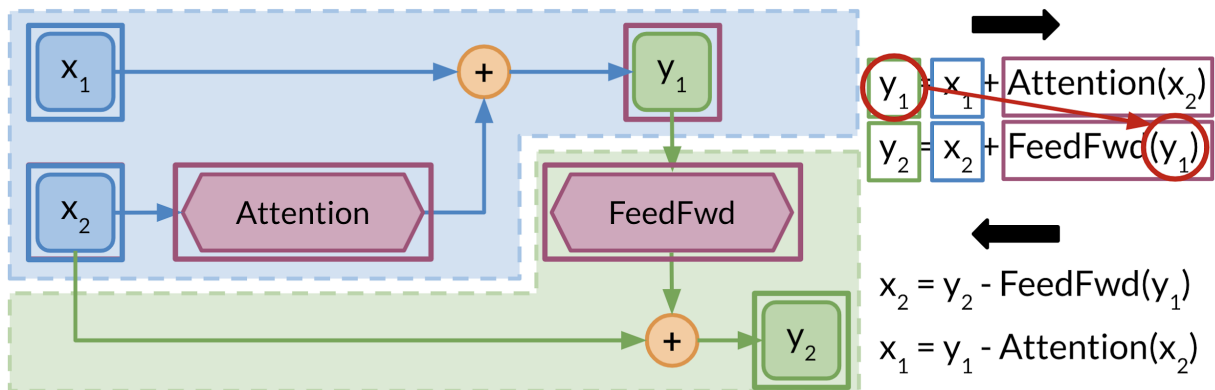 x₁
+
y₁
x₂
Attention
FeedFwd
+
y₂
y₁ = x₁ + Attention(x₂)
y₂ = x₂ + FeedFwd(y₁)
x₂ = y₂ - FeedFwd(y₁)
x₁ = y₁ - Attention(x₂)